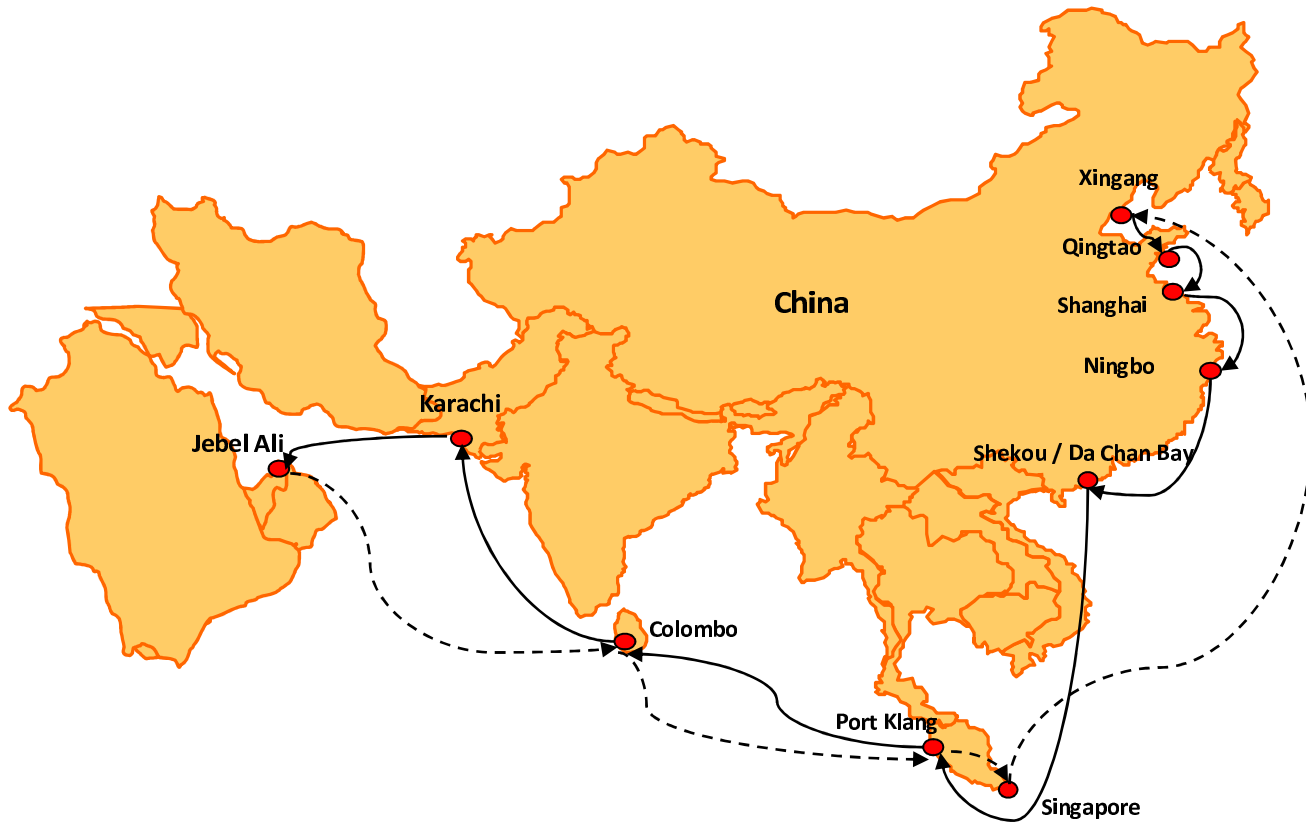 Xingang
Qingtao
China
Shanghai
Ningbo
Karachi
Jebel Ali
Shekou / Da Chan Bay
Colombo
Port Klang
Singapore